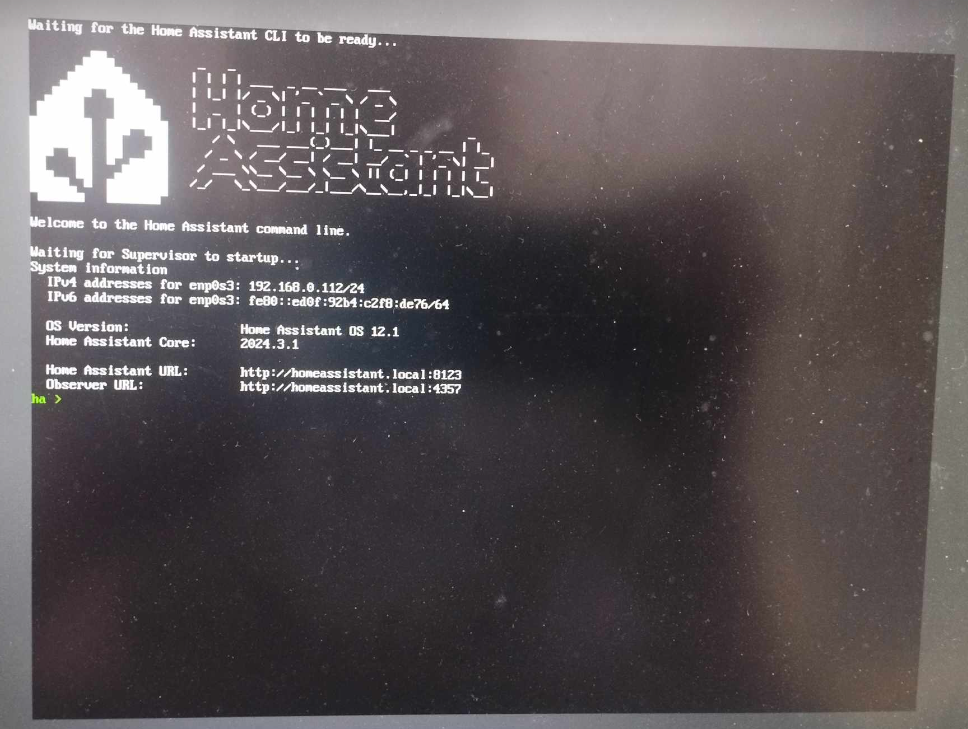 Waiting for the Home Assistant CLI to be ready...
Home
Assistant
Welcome to the Home Assistant command line.
Waiting for Supervisor to startup...
System information
IPv4 addresses for enp0s3: 192.168.0.112/24
IPv6 addresses for enp0s3: fe80::ed0f:92b4:c2f8:de76/64
OS Version: Home Assistant OS 12.1
Home Assistant Core: 2024.3.1
Home Assistant URL: http://homeassistant.local:8123
Observer URL: http://homeassistant.local:4357
ha >